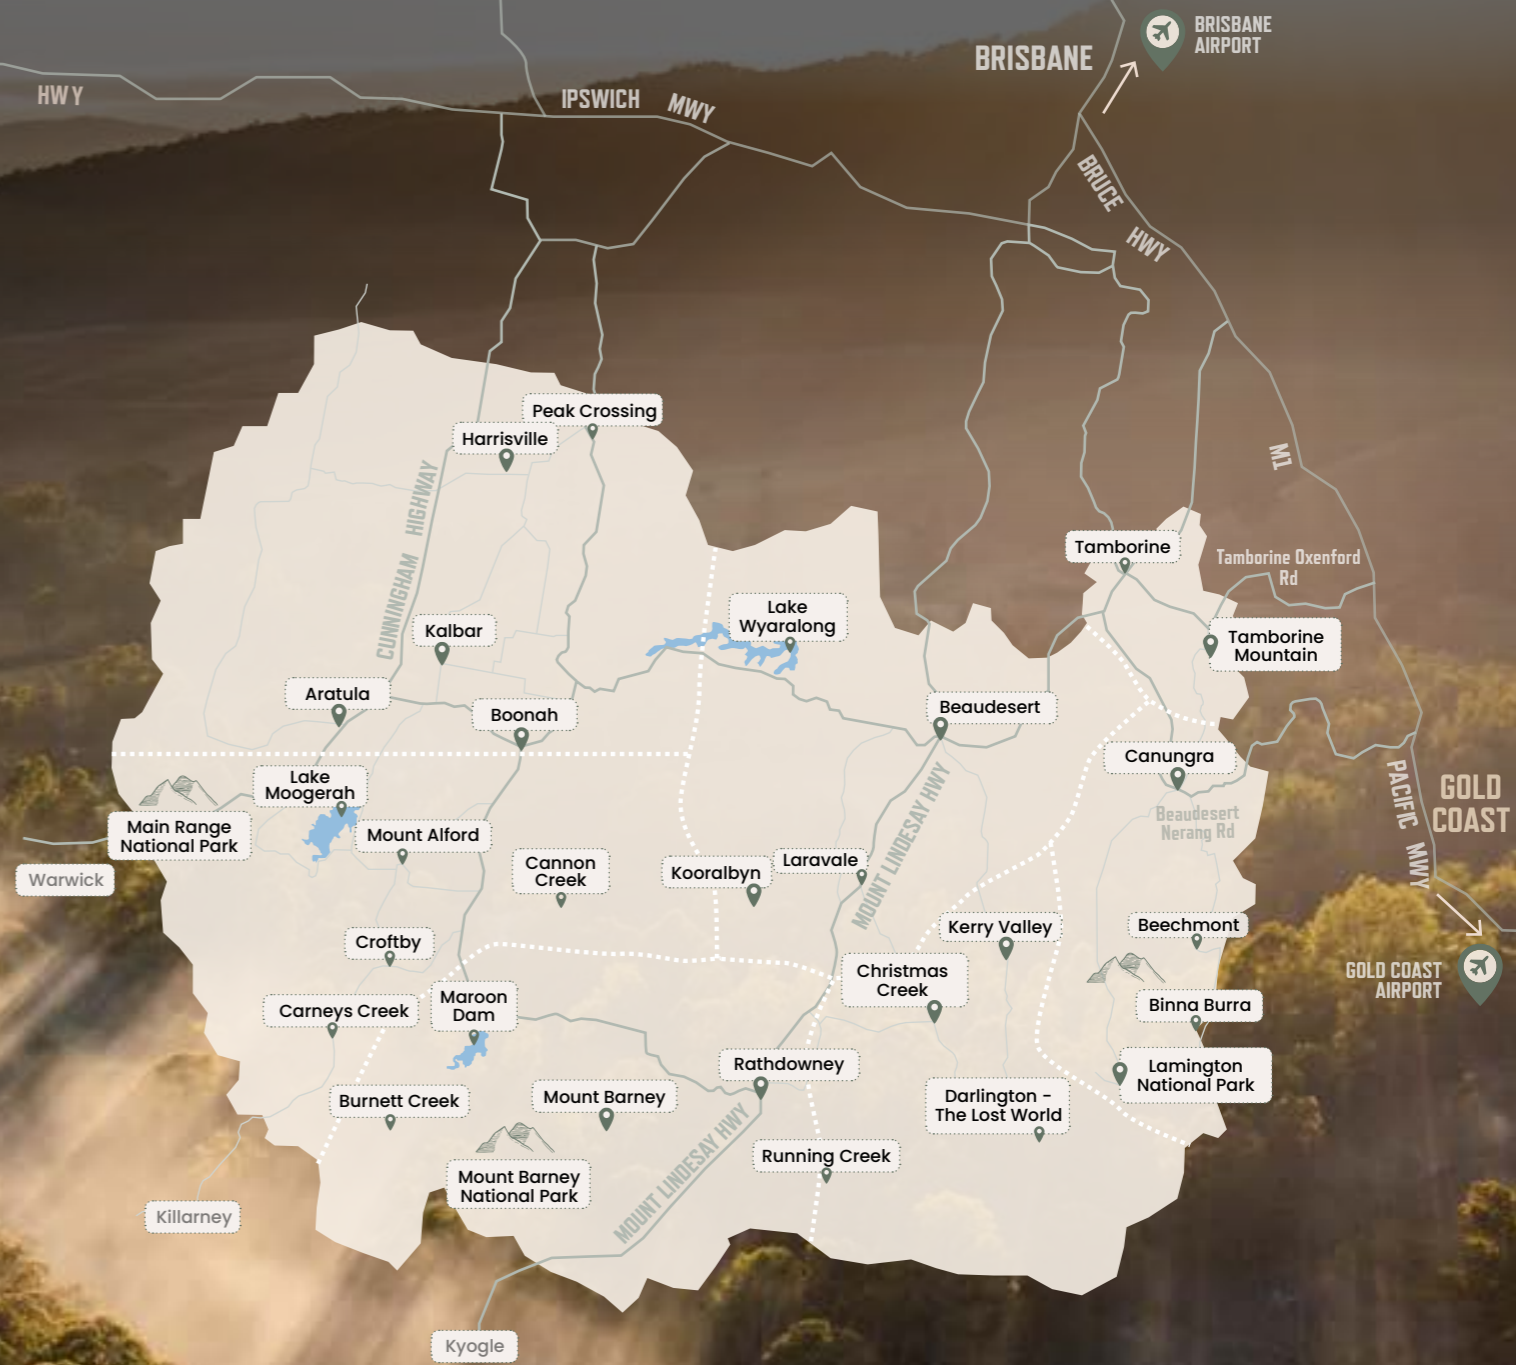 BRISBANE
AIRPORT
BRISBANE
HWY
IPSWICH MWY
BRUCE HWY
M1
Peak Crossing
Harrisville
CUNNINGHAM HIGHWAY
Tamborine
Tamborine Oxenford
Rd
Lake
Wyaralong
Kalbar
Tamborine
Mountain
Aratula
Boonah
Beaudesert
Canungra
Lake
Moogerah
Main Range
National Park
Mount Alford
MOUNT LINDESAY HWY
Beaudesert
Nerang Rd
PACIFIC MWY
GOLD
COAST
Warwick
Cannon
Creek
Kooralbyn
Laravale
Croftby
Kerry Valley
Beechmont
Christmas
Creek
GOLD COAST
AIRPORT
Carneys Creek
Maroon
Dam
Binna Burra
Rathdowney
Lamington
National Park
Burnett Creek
Mount Barney
Darlington -
The Lost World
MOUNT LINDESAY HWY
Running Creek
Mount Barney
National Park
Killarney
Kyogle